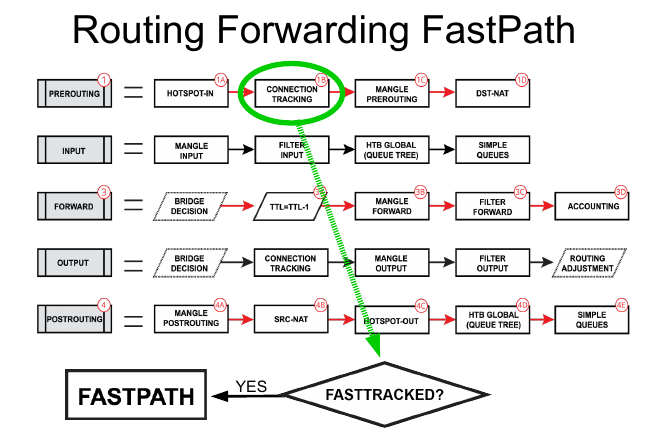 Routing Forwarding FastPath
PREROUTING 1 = HOTSPOT-IN 1A CONNECTION TRACKING 1B MANGLE PREROUTING 1C DST-NAT 1D
INPUT = MANGLE INPUT FILTER INPUT HTB GLOBAL (QUEUE TREE) SIMPLE QUEUES
FORWARD 3 = BRIDGE DECISION TTL=TTL-1 MANGLE FORWARD 3B FILTER FORWARD 3C ACCOUNTING 3D
OUTPUT = BRIDGE DECISION CONNECTION TRACKING MANGLE OUTPUT FILTER OUTPUT ROUTING ADJUSTMENT
POSTROUTING 4 = MANGLE POSTROUTING 4A SRC-NAT 4B HOTSPOT-OUT 4C HTB GLOBAL (QUEUE TREE) 4D SIMPLE QUEUES 4E
FASTPATH YES FASTTRACKED?